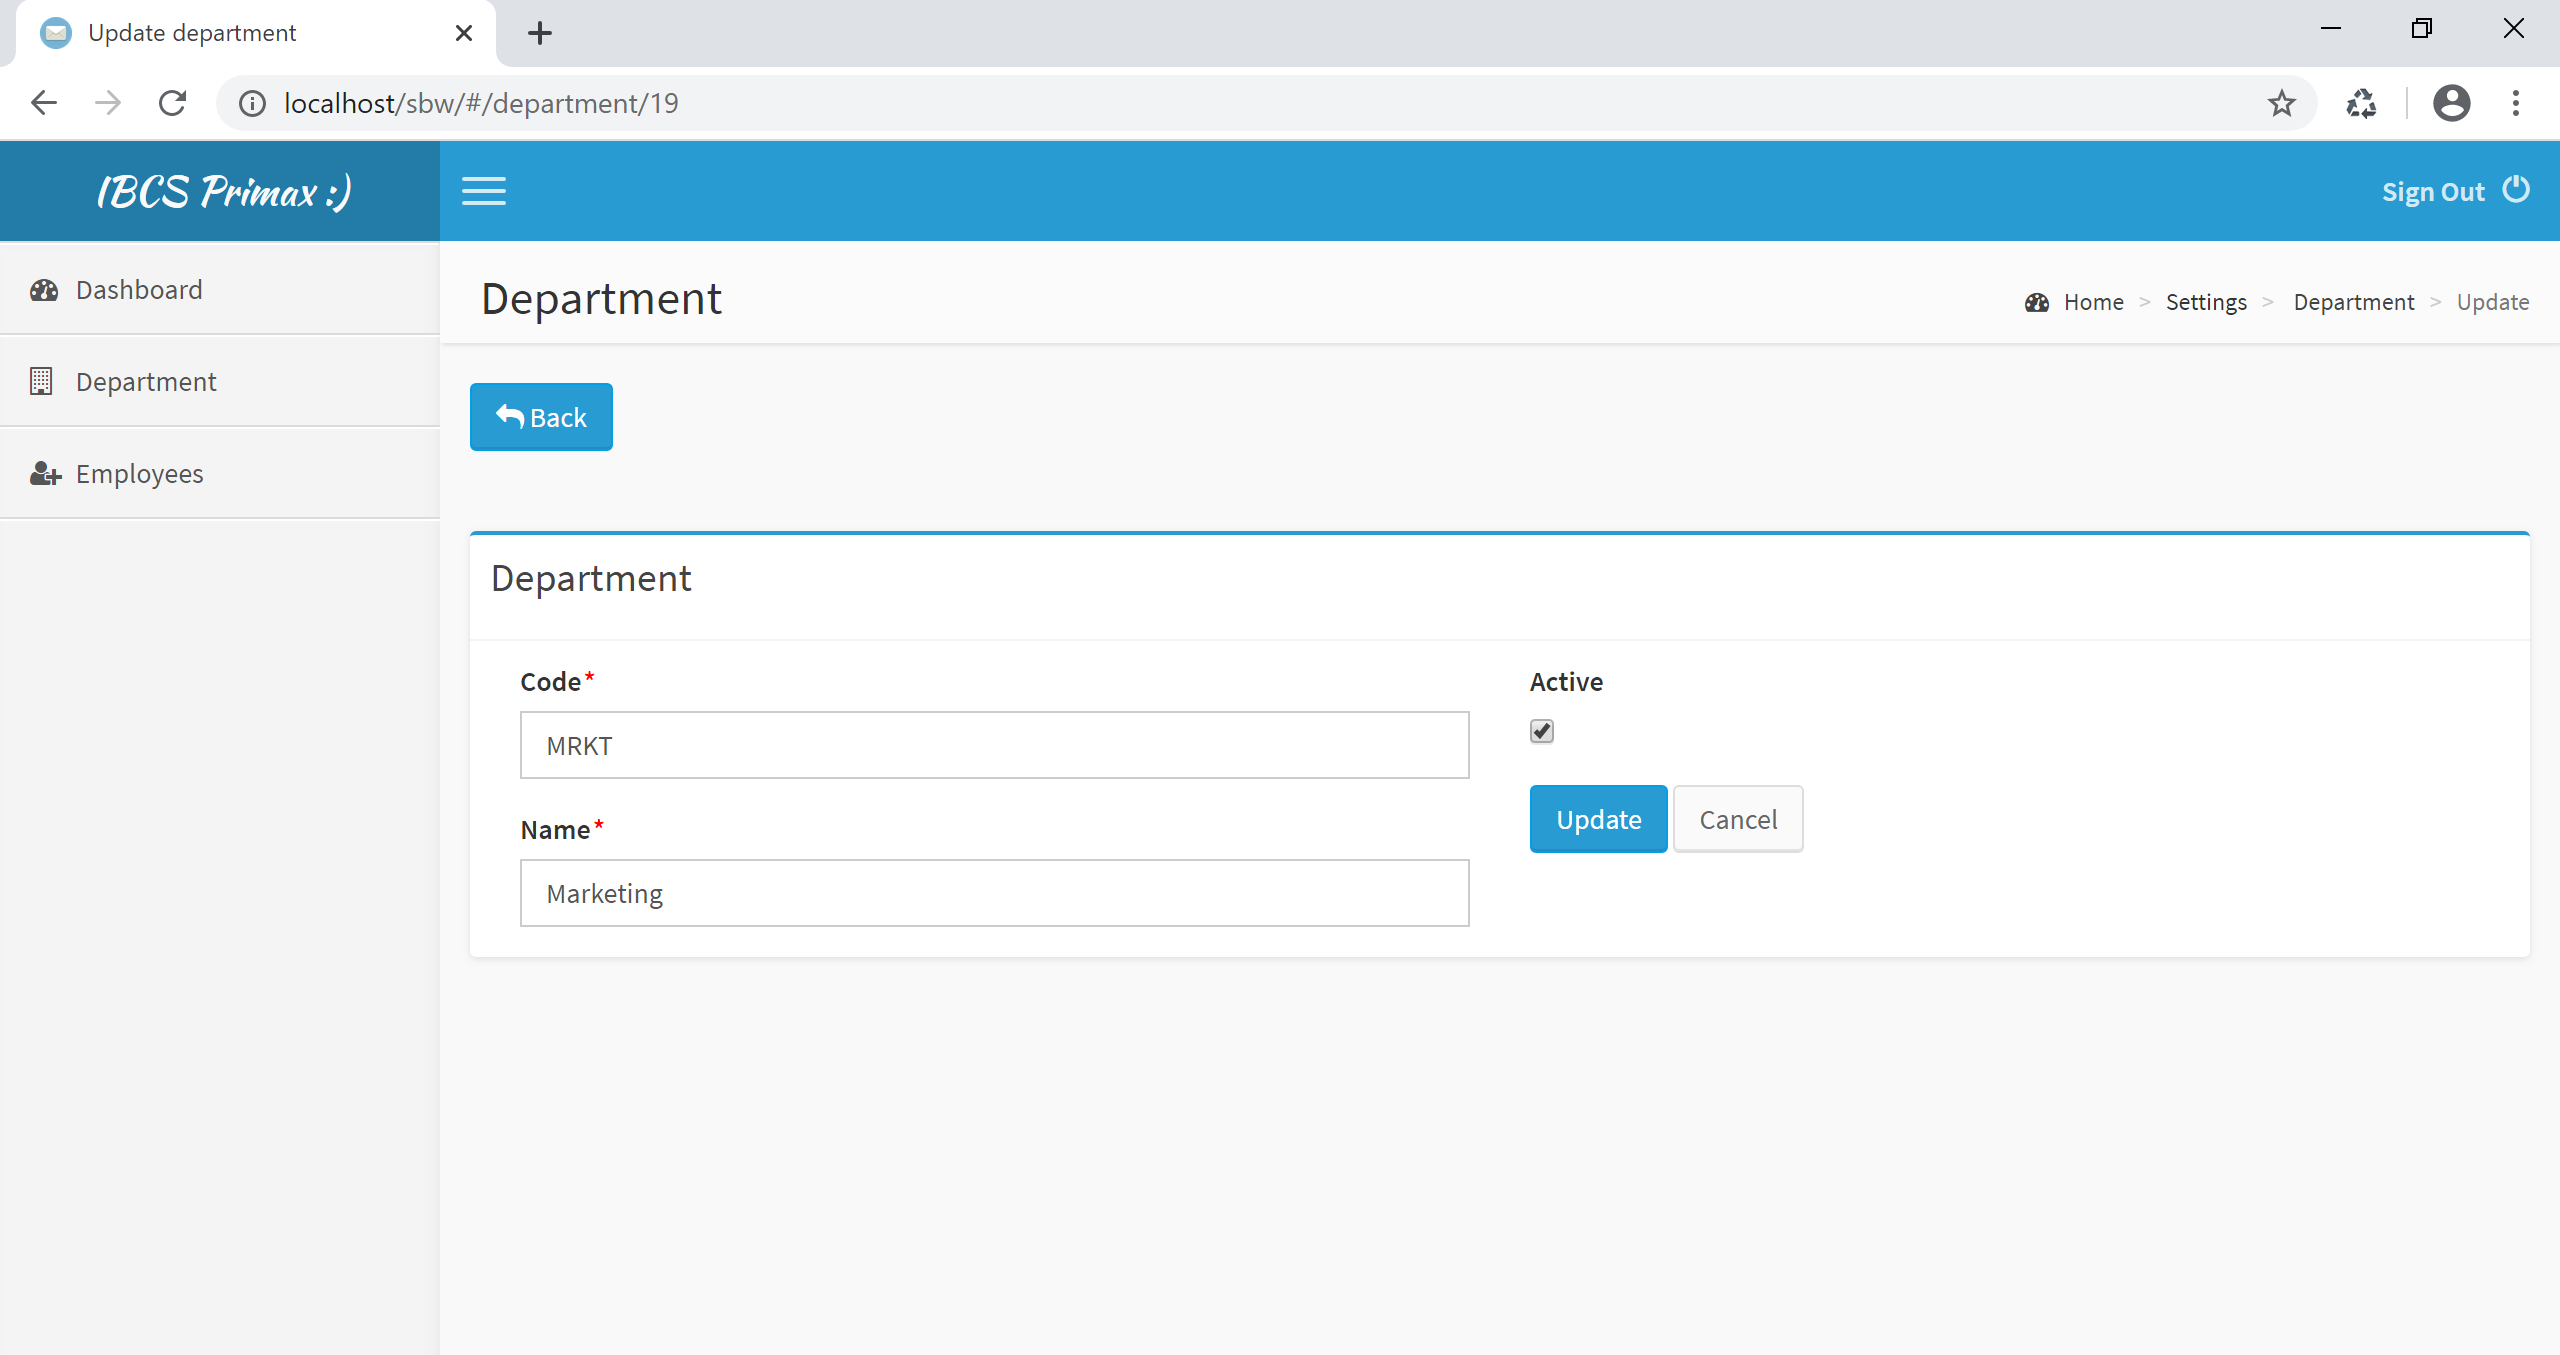 Update department
localhost/sbw/#/department/19
IBCS Primax :)
Sign Out
Dashboard
Department
Employees
Department
Home > Settings > Department > Update
Back
Department
Code*
MRKT
Name*
Marketing
Active
Update
Cancel